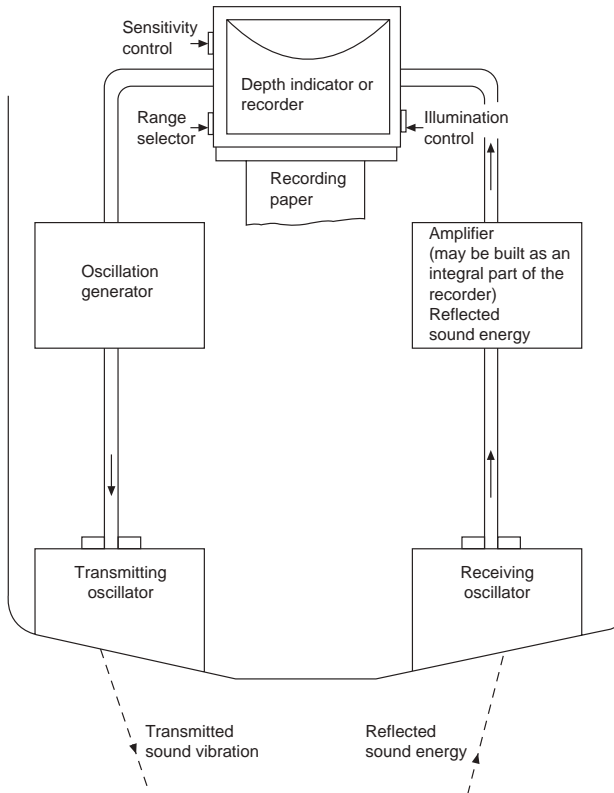 Sensitivity
control
Depth indicator or
recorder
Range
selector
Illumination
control
Recording
paper
Oscillation
generator
Amplifier
(may be built as an
integral part of the
recorder)
Reflected
sound energy
Transmitting
oscillator
Receiving
oscillator
Transmitted
sound vibration
Reflected
sound energy